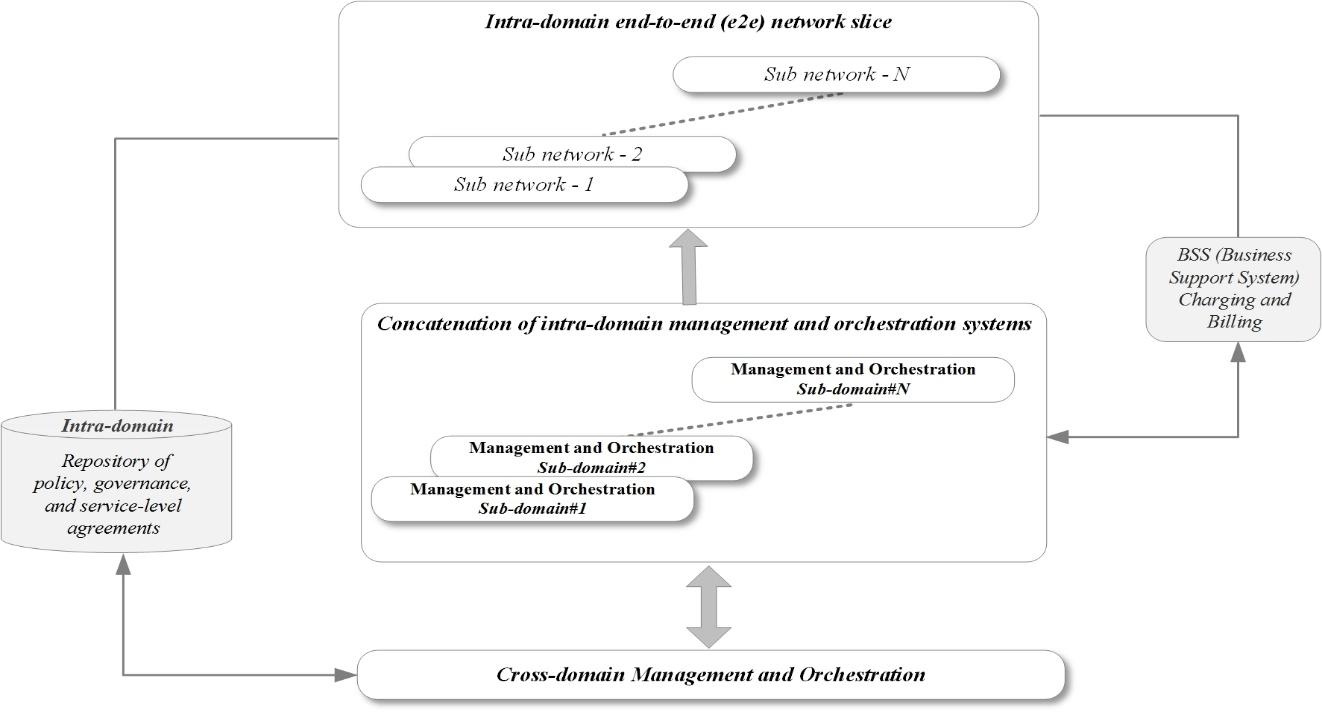 Intra-domain end-to-end (e2e) network slice
Sub network - N
Sub network - 2
Sub network - 1
BSS (Business
Support System)
Charging and
Billing
Concatenation of intra-domain management and orchestration systems
Management and Orchestration
Sub-domain#N
Management and Orchestration
Sub-domain#2
Management and Orchestration
Sub-domain#1
Intra-domain
Repository of
policy, governance,
and service-level
agreements
Cross-domain Management and Orchestration